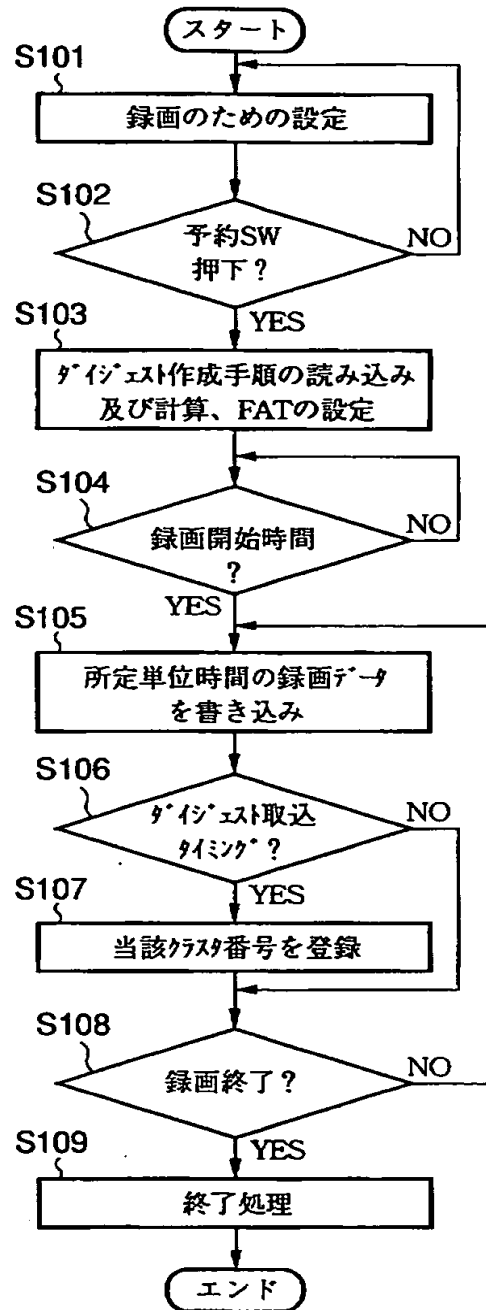 スタート
S101
録画のための設定
S102
予約SW
押下?
NO
YES
S103
ダイジェスト作成手順の読み込み
及び計算、FATの設定
S104
録画開始時間
?
NO
YES
S105
所定単位時間の録画データ
を書き込み
S106
ダイジェスト取込
タイミング?
NO
YES
S107
当該クラスタ番号を登録
S108
録画終了?
NO
YES
S109
終了処理
エンド